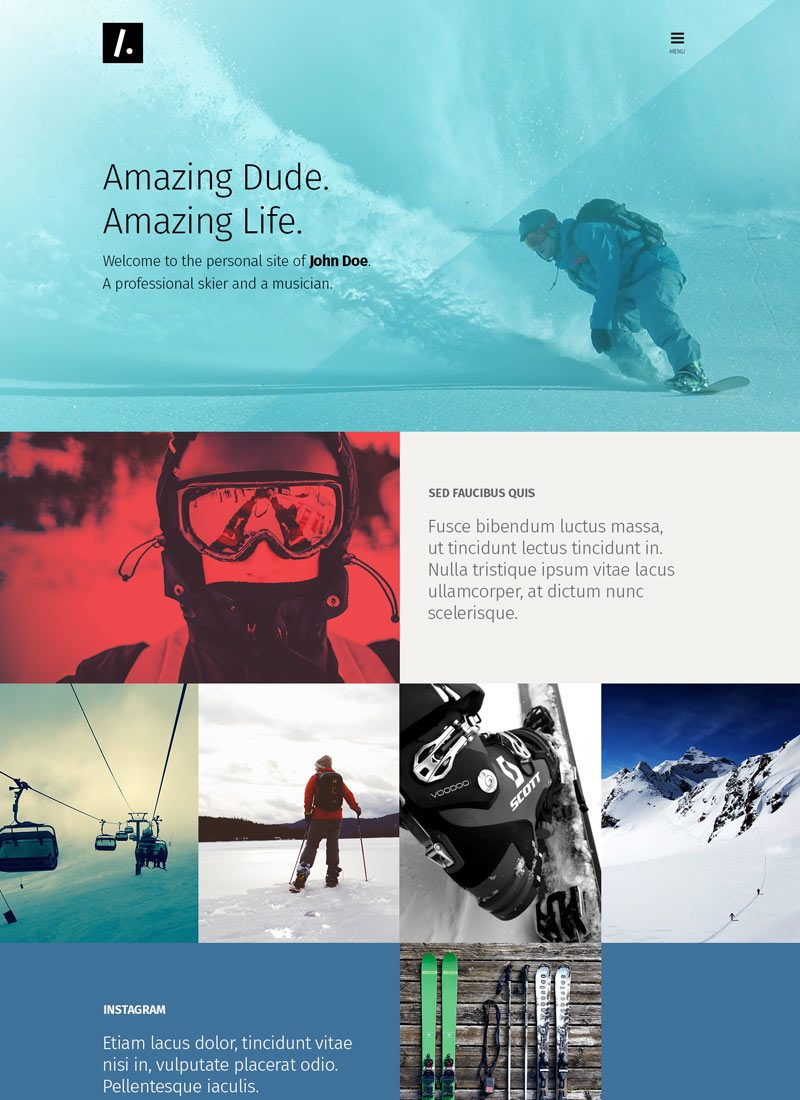 /.
MENU
Amazing Dude.
Amazing Life.
Welcome to the personal site of John Doe.
A professional skier and a musician.
SED FAUCIBUS QUIS
Fusce bibendum luctus massa,
ut tincidunt lectus tincidunt in.
Nulla tristique ipsum vitae lacus
ullamcorper, at dictum nunc
scelerisque.
VOODOO
SCOTT
INSTAGRAM
Etiam lacus dolor, tincidunt vitae
nisi in, vulputate placerat odio.
Pellentesque iaculis.